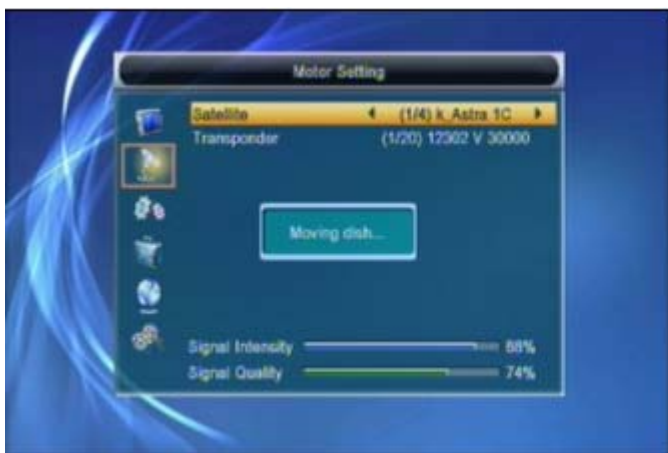 Motor Setting
Satellite (1/4) k_Astra 1C
Transponder (1/20) 12302 V 30000
Moving dish...
Signal Intensity 88%
Signal Quality 74%